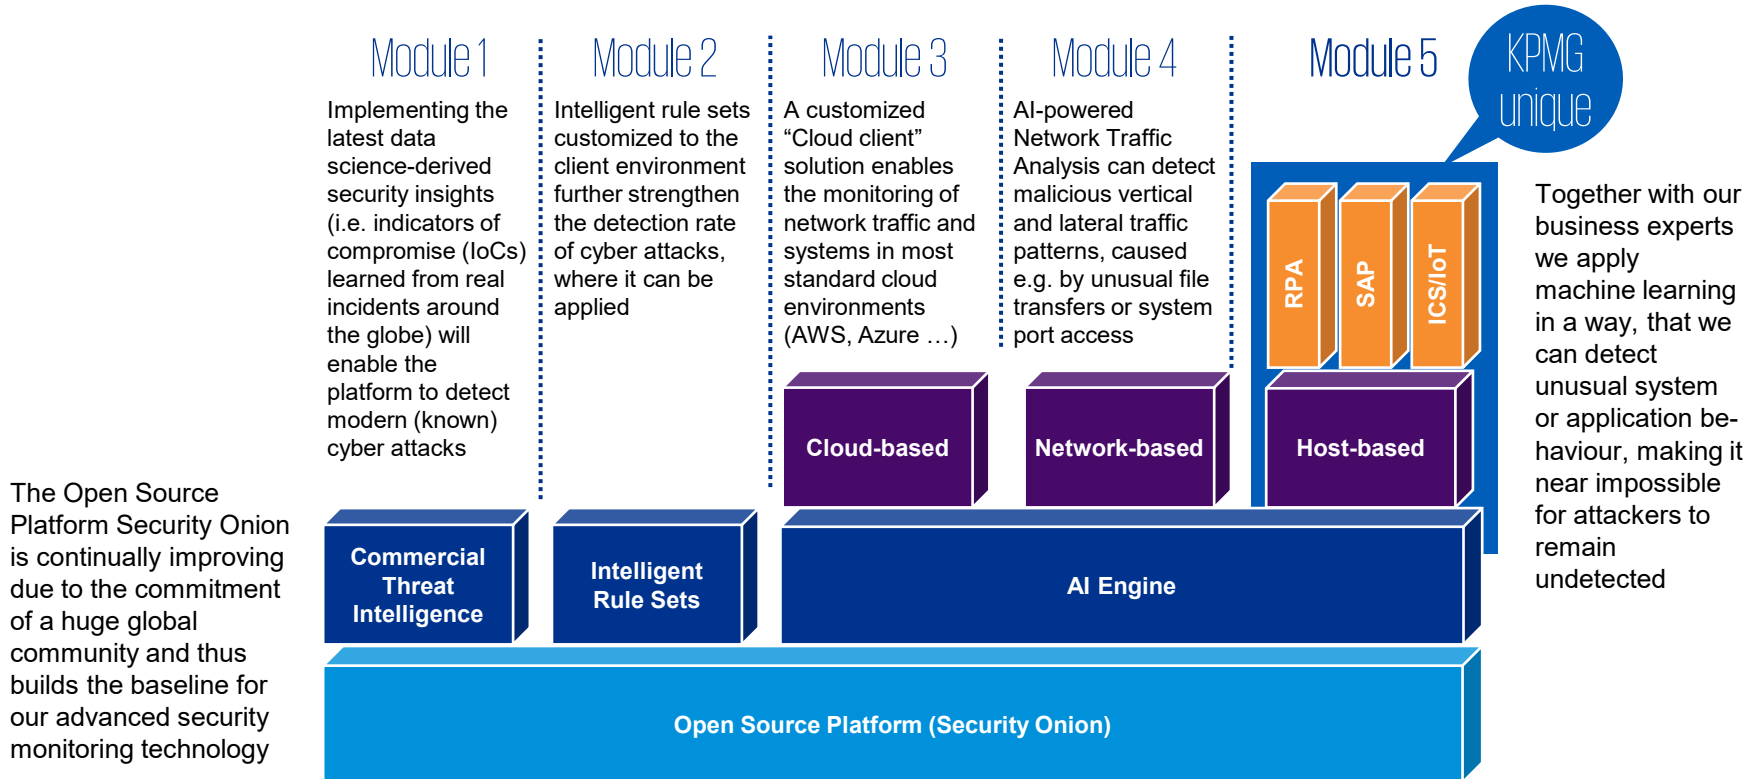 Module 1
Implementing the
latest data
science-derived
security insights
(i.e. indicators of
compromise (IoCs)
learned from real
incidents around
the globe) will
enable the
platform to detect
modern (known)
cyber attacks
Module 2
Intelligent rule sets
customized to the
client environment
further strengthen
the detection rate
of cyber attacks,
where it can be
applied
Module 3
A customized
“Cloud client”
solution enables
the monitoring of
network traffic and
systems in most
standard cloud
environments
(AWS, Azure …)
Module 4
AI-powered
Network Traffic
Analysis can detect
malicious vertical
and lateral traffic
patterns, caused
e.g. by unusual file
transfers or system
port access
Module 5
KPMG
unique
RPA
SAP
ICS/IoT
Together with our
business experts
we apply
machine learning
in a way, that we
can detect
unusual system
or application be-
haviour, making it
near impossible
for attackers to
remain
undetected
Cloud-based
Network-based
Host-based
The Open Source
Platform Security Onion
is continually improving
due to the commitment
of a huge global
community and thus
builds the baseline for
our advanced security
monitoring technology
Commercial
Threat
Intelligence
Intelligent
Rule Sets
AI Engine
Open Source Platform (Security Onion)